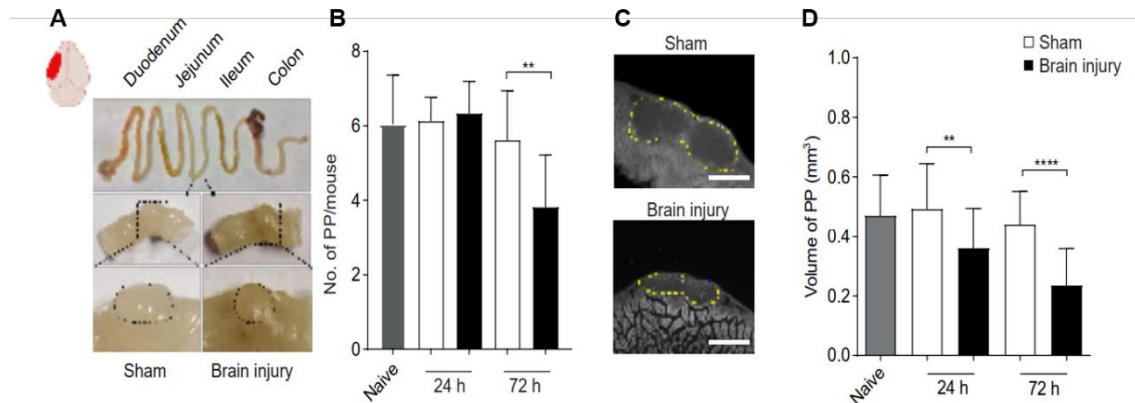 A
Duodenum
Jejunum
Ileum
Colon
Sham
Brain injury
B
No. of PP/mouse
8
6
4
2
0
**
Naive
24 h
72 h
C
Sham
Brain injury
D
Volume of PP (mm³)
1.0
0.8
0.6
0.4
0.2
0.0
Sham
Brain injury
**
****
Naive
24 h
72 h